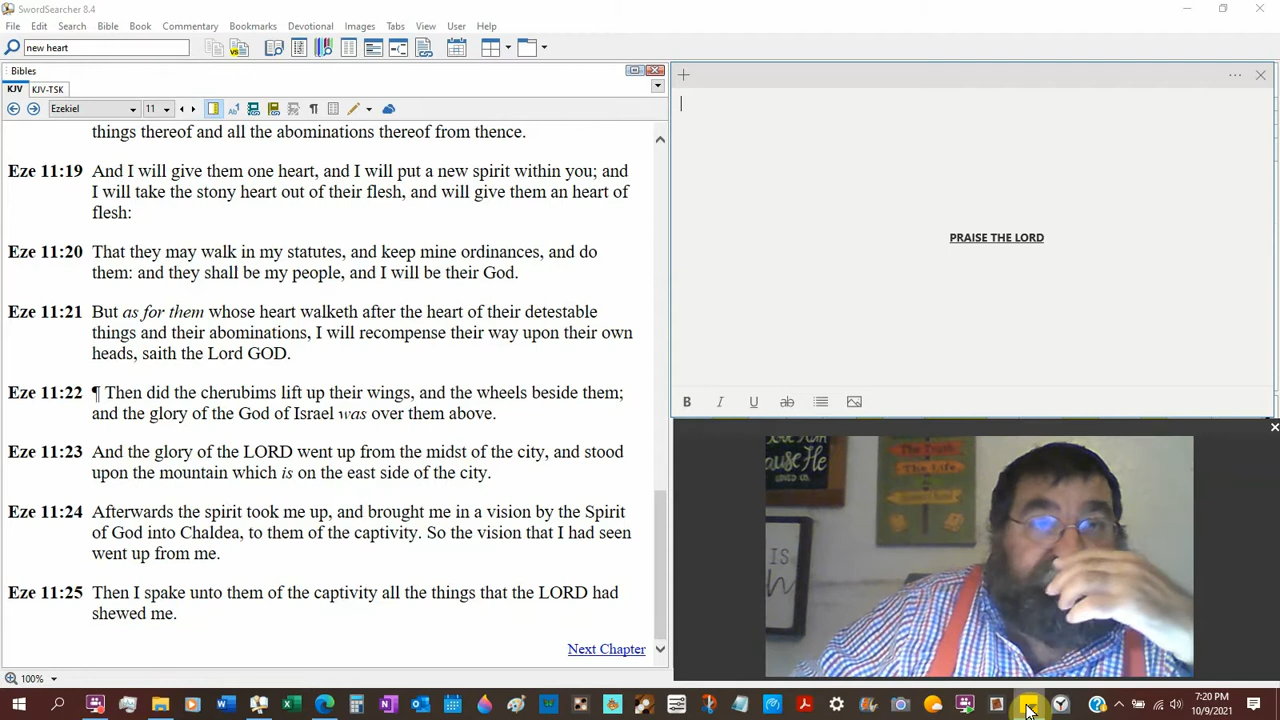 SwordSearcher 8.4
File Edit Search Bible Book Commentary Bookmarks Devotional Images Tabs View User Help
new heart
Bibles
KJV KJV-TSK
Ezekiel 11
things thereof and all the abominations thereof from thence.
Eze 11:19 And I will give them one heart, and I will put a new spirit within you; and
I will take the stony heart out of their flesh, and will give them an heart of
flesh:
Eze 11:20 That they may walk in my statutes, and keep mine ordinances, and do
them: and they shall be my people, and I will be their God.
Eze 11:21 But as for them whose heart walketh after the heart of their detestable
things and their abominations, I will recompense their way upon their own
heads, saith the Lord GOD.
Eze 11:22 ¶ Then did the cherubims lift up their wings, and the wheels beside them;
and the glory of the God of Israel was over them above.
Eze 11:23 And the glory of the LORD went up from the midst of the city, and stood
upon the mountain which is on the east side of the city.
Eze 11:24 Afterwards the spirit took me up, and brought me in a vision by the Spirit
of God into Chaldea, to them of the captivity. So the vision that I had seen
went up from me.
Eze 11:25 Then I spake unto them of the captivity all the things that the LORD had
shewed me.
Next Chapter
100%
PRAISE THE LORD
B I U ab
cause He
LOVED US.
The Truth
The Life
IS
7:20 PM
10/9/2021